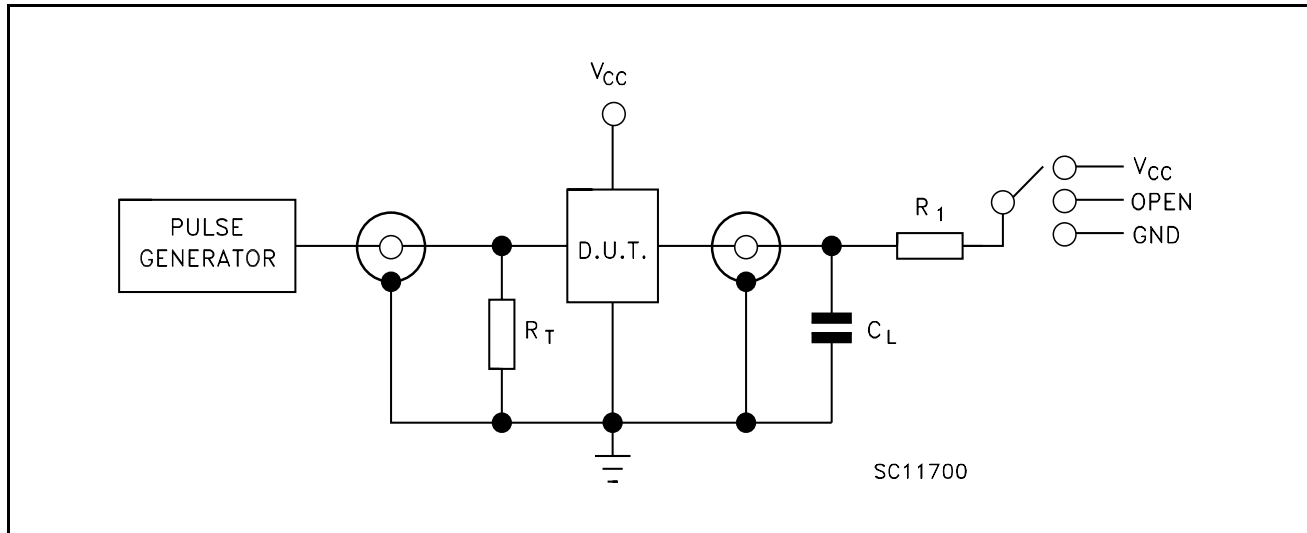 VCC
PULSE
GENERATOR
D.U.T.
RT
CL
R1
VCC
OPEN
GND
SC11700